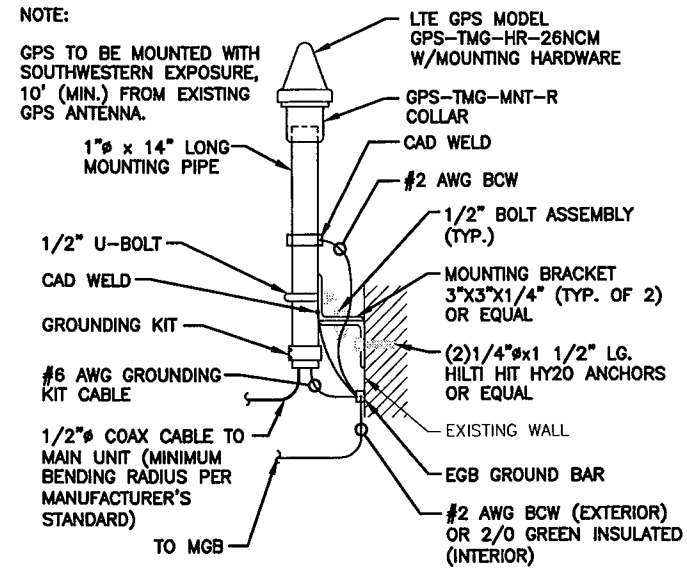 NOTE:
GPS TO BE MOUNTED WITH
SOUTHWESTERN EXPOSURE,
10' (MIN.) FROM EXISTING
GPS ANTENNA.
1"ø x 14" LONG
MOUNTING PIPE
1/2" U-BOLT
CAD WELD
GROUNDING KIT
#6 AWG GROUNDING
KIT CABLE
1/2"ø COAX CABLE TO
MAIN UNIT (MINIMUM
BENDING RADIUS PER
MANUFACTURER'S
STANDARD)
TO MGB
LTE GPS MODEL
GPS-TMG-HR-26NCM
W/MOUNTING HARDWARE
GPS-TMG-MNT-R
COLLAR
CAD WELD
#2 AWG BCW
1/2" BOLT ASSEMBLY
(TYP.)
MOUNTING BRACKET
3"X3"X1/4" (TYP. OF 2)
OR EQUAL
(2)1/4"øx1 1/2" LG.
HILTI HIT HY20 ANCHORS
OR EQUAL
EXISTING WALL
EGB GROUND BAR
#2 AWG BCW (EXTERIOR)
OR 2/0 GREEN INSULATED
(INTERIOR)